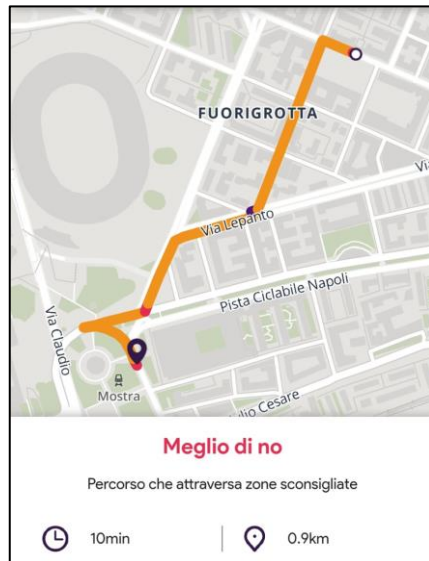 FUORIGROTTA
Via Lepanto
Pista Ciclabile Napoli
Via Claudio
Mostra
Cesare
Meglio di no
Percorso che attraversa zone sconsigliate
10min
0.9km